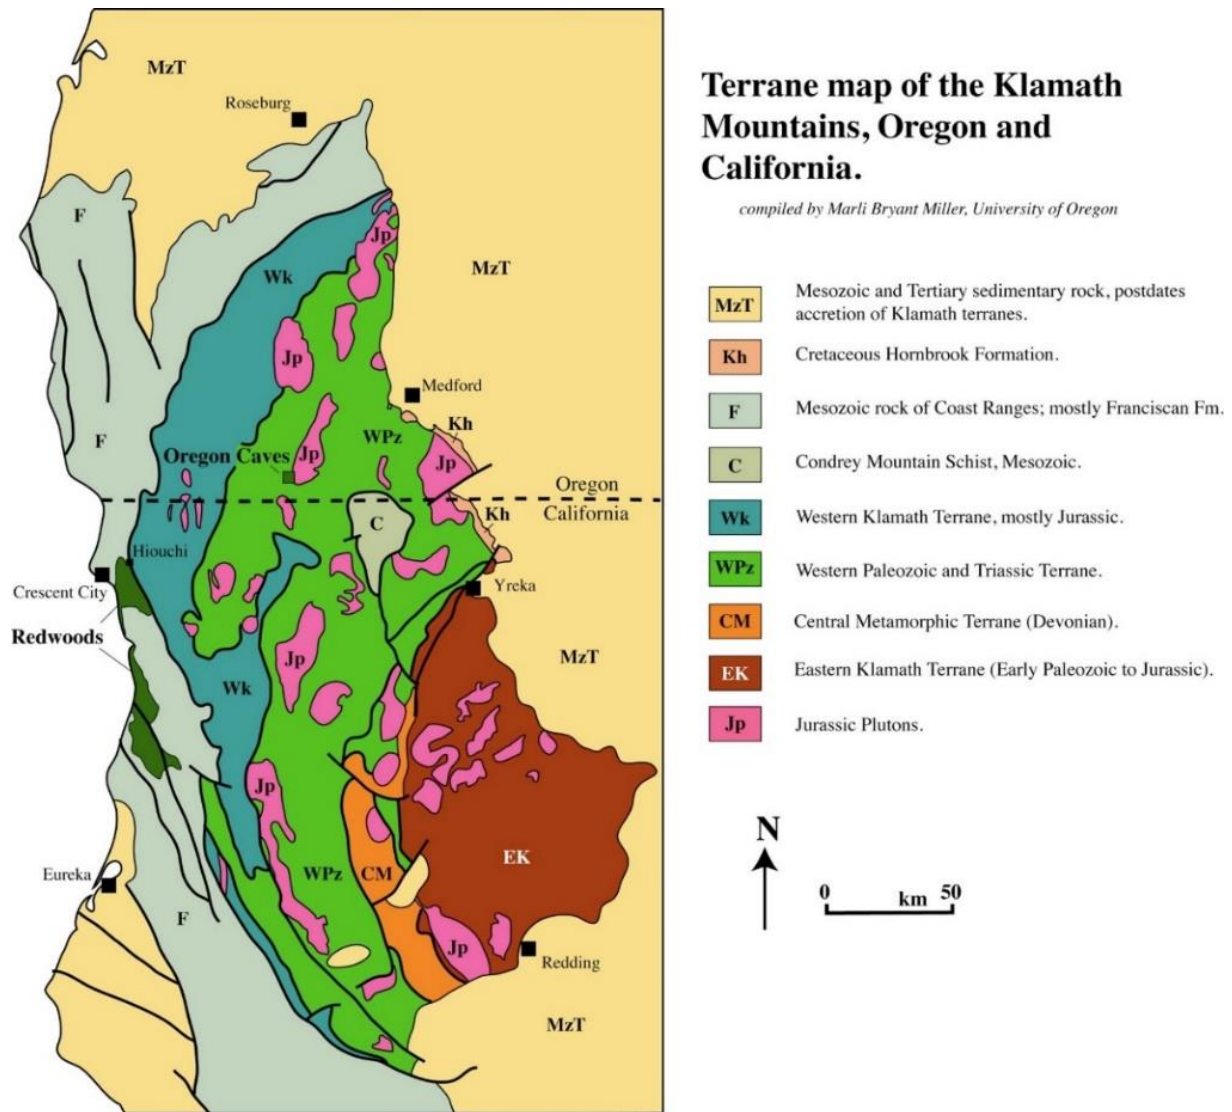 Terrane map of the Klamath
Mountains, Oregon and
California.
compiled by Marli Bryant Miller, University of Oregon
MzT
Roseburg
F
Jp
Wk
MzT
Jp
Medford
Kh
F
WPz
Oregon Caves
Jp
Jp
Oregon
California
C
Kh
Hiouchi
Crescent City
Yreka
Redwoods
Jp
MzT
Wk
Jp
EK
Eureka
WPz
CM
F
Jp
Redding
MzT
MzT Mesozoic and Tertiary sedimentary rock, postdates
accretion of Klamath terranes.
Kh Cretaceous Hornbrook Formation.
F Mesozoic rock of Coast Ranges; mostly Franciscan Fm.
C Condrey Mountain Schist, Mesozoic.
Wk Western Klamath Terrane, mostly Jurassic.
WPz Western Paleozoic and Triassic Terrane.
CM Central Metamorphic Terrane (Devonian).
EK Eastern Klamath Terrane (Early Paleozoic to Jurassic).
Jp Jurassic Plutons.
N
0 km 50